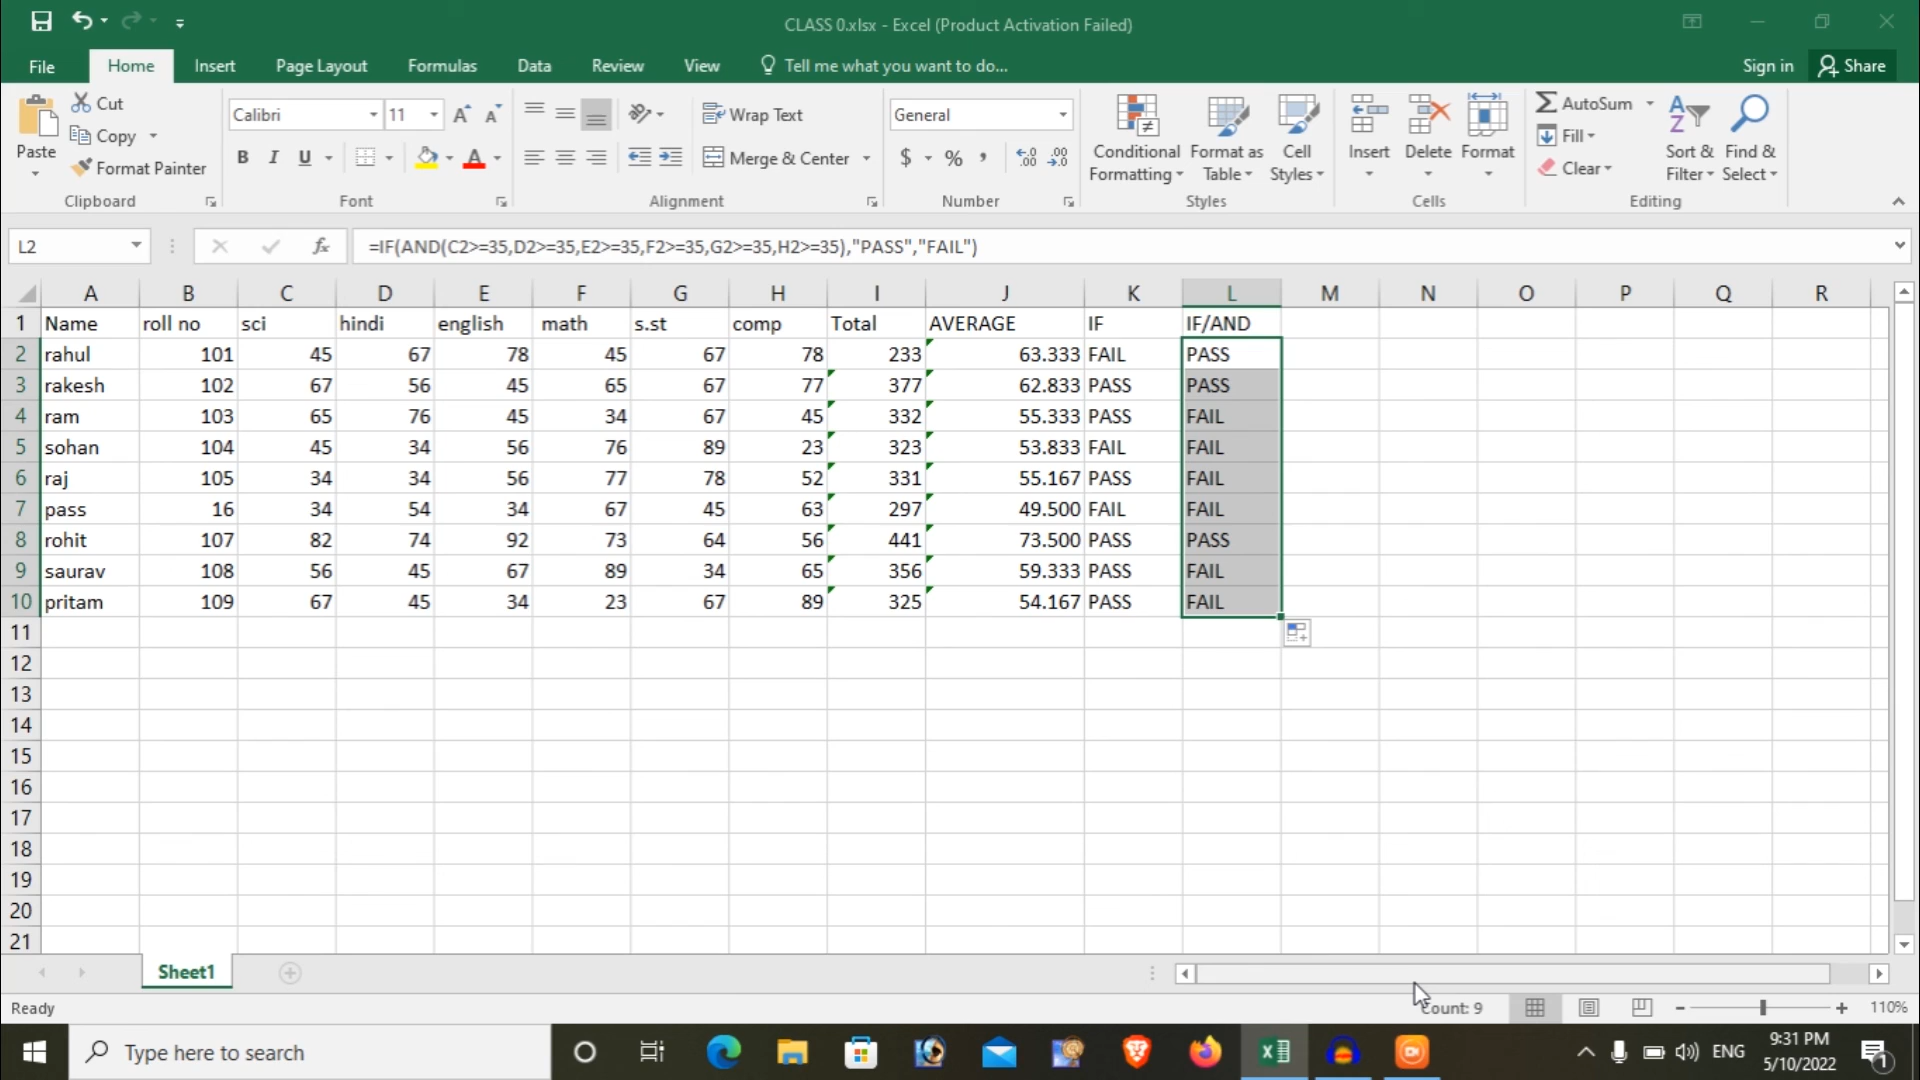 CLASS 0.xlsx - Excel (Product Activation Failed)
File Home Insert Page Layout Formulas Data Review View Tell me what you want to do... Sign in Share
Paste Cut Copy Format Painter Clipboard
Calibri 11 B I U A A A Font
Wrap Text Merge & Center Alignment
General $ % , Number
Conditional Formatting Format as Table Cell Styles Styles
Insert Delete Format Cells
AutoSum Fill Clear Sort & Filter Find & Select Editing
L2 fx =IF(AND(C2>=35,D2>=35,E2>=35,F2>=35,G2>=35,H2>=35),"PASS","FAIL")
A B C D E F G H I J K L M N O P Q R
1 Name roll no sci hindi english math s.st comp Total AVERAGE IF IF/AND
2 rahul 101 45 67 78 45 67 78 233 63.333 FAIL PASS
3 rakesh 102 67 56 45 65 67 77 377 62.833 PASS PASS
4 ram 103 65 76 45 34 67 45 332 55.333 PASS FAIL
5 sohan 104 45 34 56 76 89 23 323 53.833 FAIL FAIL
6 raj 105 34 34 56 77 78 52 331 55.167 PASS FAIL
7 pass 16 34 54 34 67 45 63 297 49.500 FAIL FAIL
8 rohit 107 82 74 92 73 64 56 441 73.500 PASS PASS
9 saurav 108 56 45 67 89 34 65 356 59.333 PASS FAIL
10 pritam 109 67 45 34 23 67 89 325 54.167 PASS FAIL
11
12
13
14
15
16
17
18
19
20
21
Sheet1
Ready Count: 9 110%
Type here to search ENG 9:31 PM
5/10/2022 1